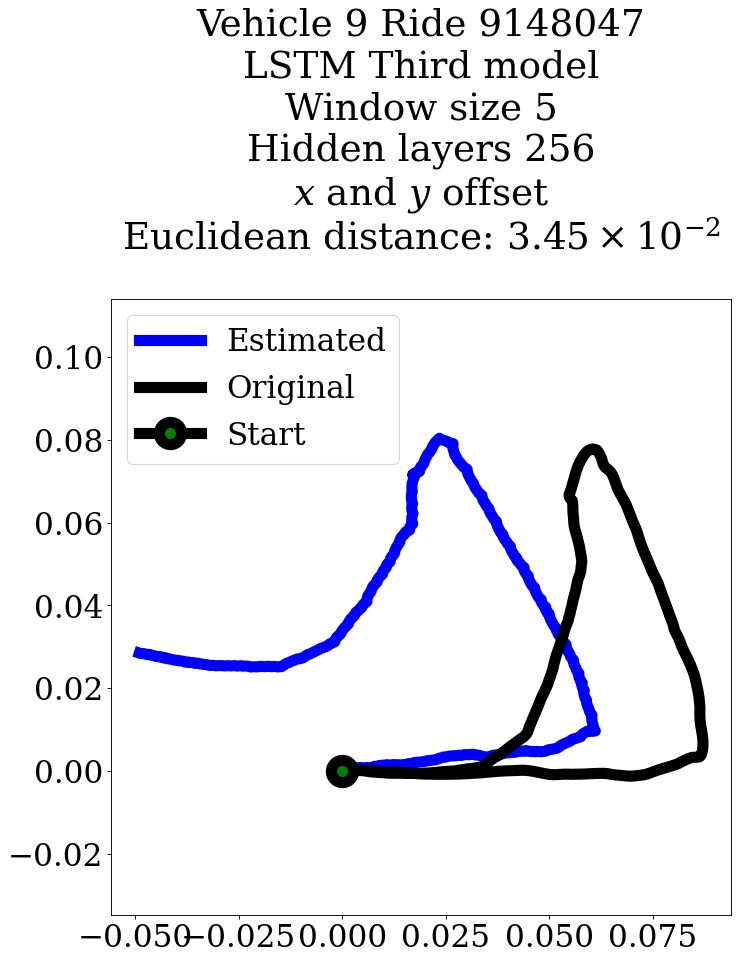 Vehicle 9 Ride 9148047
LSTM Third model
Window size 5
Hidden layers 256
x and y offset
Euclidean distance: 3.45 × 10⁻²
Estimated
Original
Start
0.10
0.08
0.06
0.04
0.02
0.00
−0.02
−0.050 −0.025 0.000 0.025 0.050 0.075